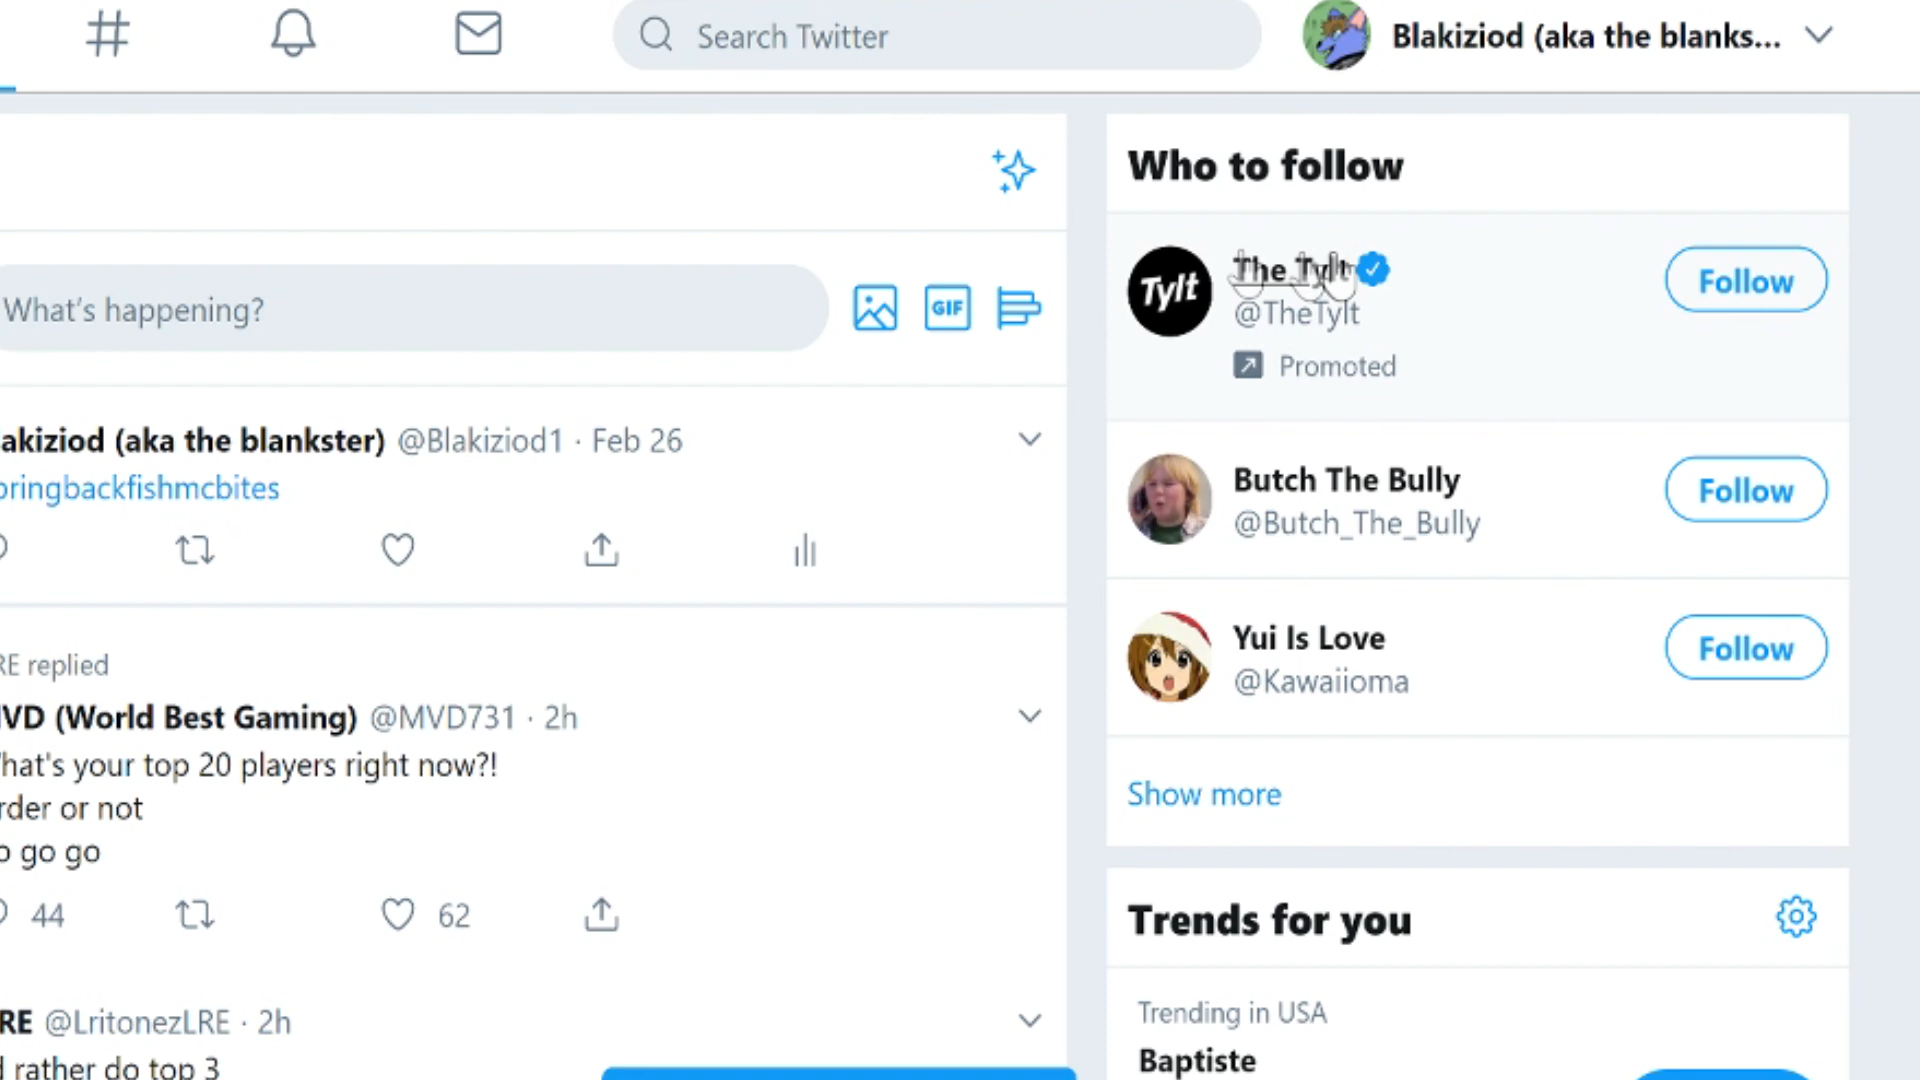 Search Twitter
Blakiziod (aka the blanks...
What's happening?
GIF
akiziod (aka the blankster) @Blakiziod1 · Feb 26
bringbackfishmcbites
RE replied
VD (World Best Gaming) @MVD731 · 2h
hat's your top 20 players right now?!
rder or not
o go go
44
62
RE @LritonezLRE · 2h
rather do top 3
Who to follow
Tylt
The Tylt
@TheTylt
Promoted
Follow
Butch The Bully
@Butch_The_Bully
Follow
Yui Is Love
@Kawaiioma
Follow
Show more
Trends for you
Trending in USA
Baptiste